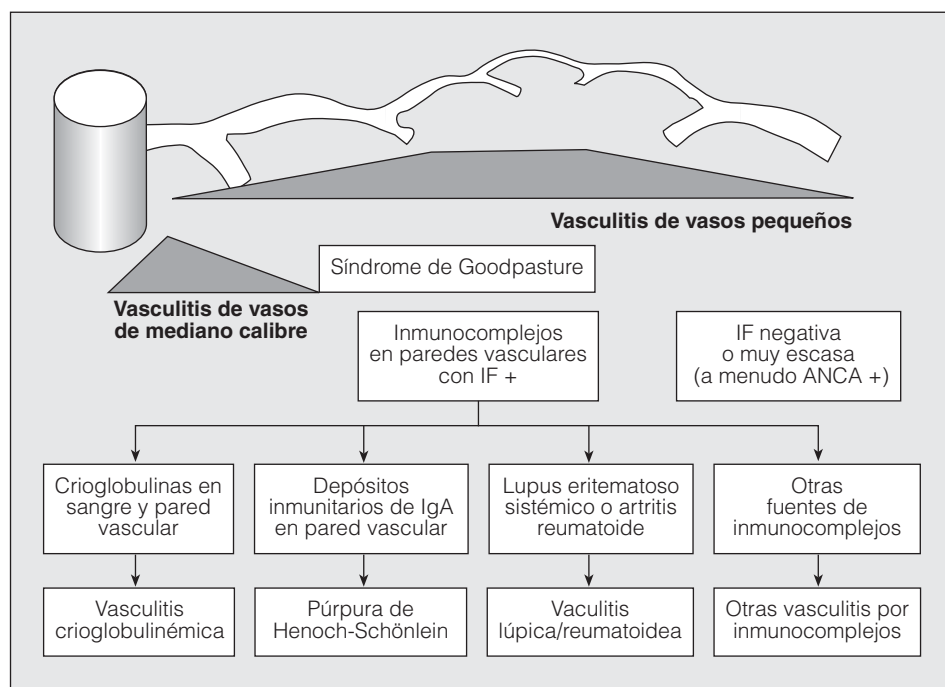 Vasculitis de vasos pequeños
Síndrome de Goodpasture
Vasculitis de vasos
de mediano calibre
Inmunocomplejos
en paredes vasculares
con IF +
IF negativa
o muy escasa
(a menudo ANCA +)
Crioglobulinas en
sangre y pared
vascular
Depósitos
inmunitarios de IgA
en pared vascular
Lupus eritematoso
sistémico o artritis
reumatoide
Otras
fuentes de
inmunocomplejos
Vasculitis
crioglobulinémica
Púrpura de
Henoch-Schönlein
Vaculitis
lúpica/reumatoidea
Otras vasculitis por
inmunocomplejos